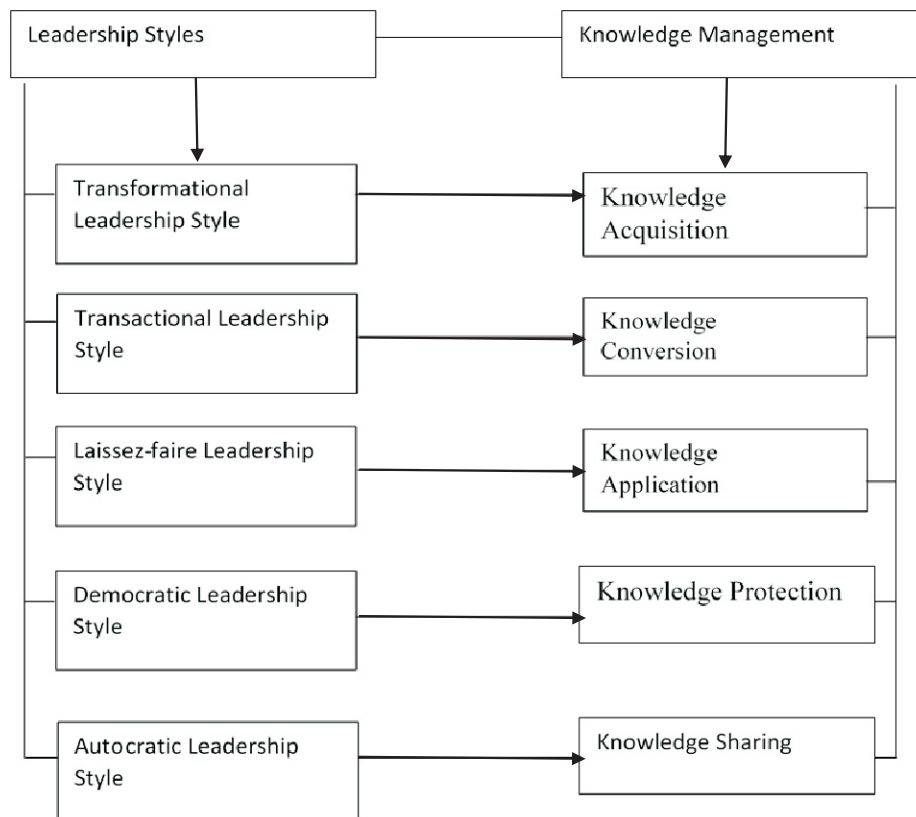 Leadership Styles
Knowledge Management
Transformational
Leadership Style
Knowledge
Acquisition
Transactional Leadership
Style
Knowledge
Conversion
Laissez-faire Leadership
Style
Knowledge
Application
Democratic Leadership
Style
Knowledge Protection
Autocratic Leadership
Style
Knowledge Sharing